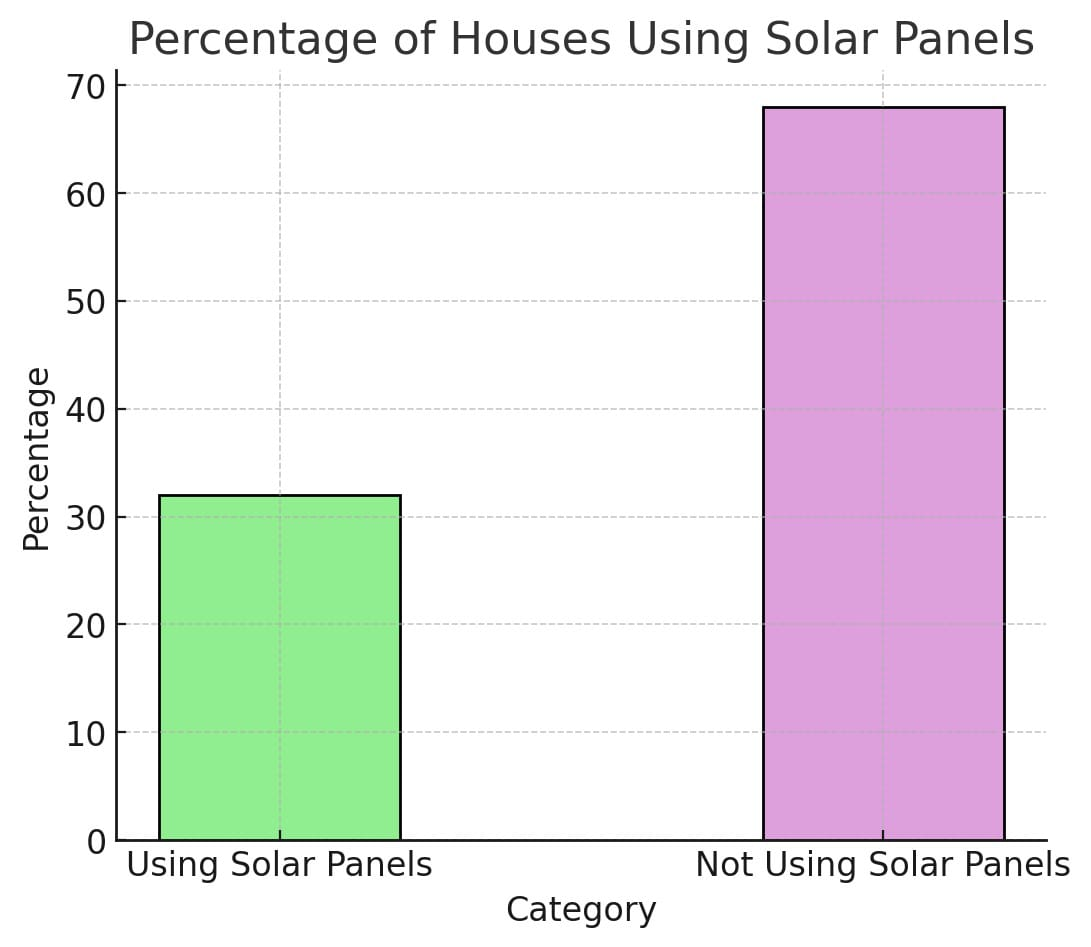 Percentage of Houses Using Solar Panels
70
60
50
40
30
20
10
0
Percentage
Using Solar Panels
Not Using Solar Panels
Category